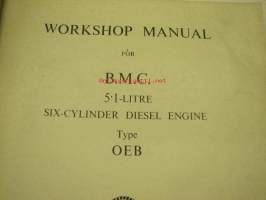 WORKSHOP MANUAL
FOR
B.M.C.
5·1-LITRE
SIX-CYLINDER DIESEL ENGINE
Type
OEB